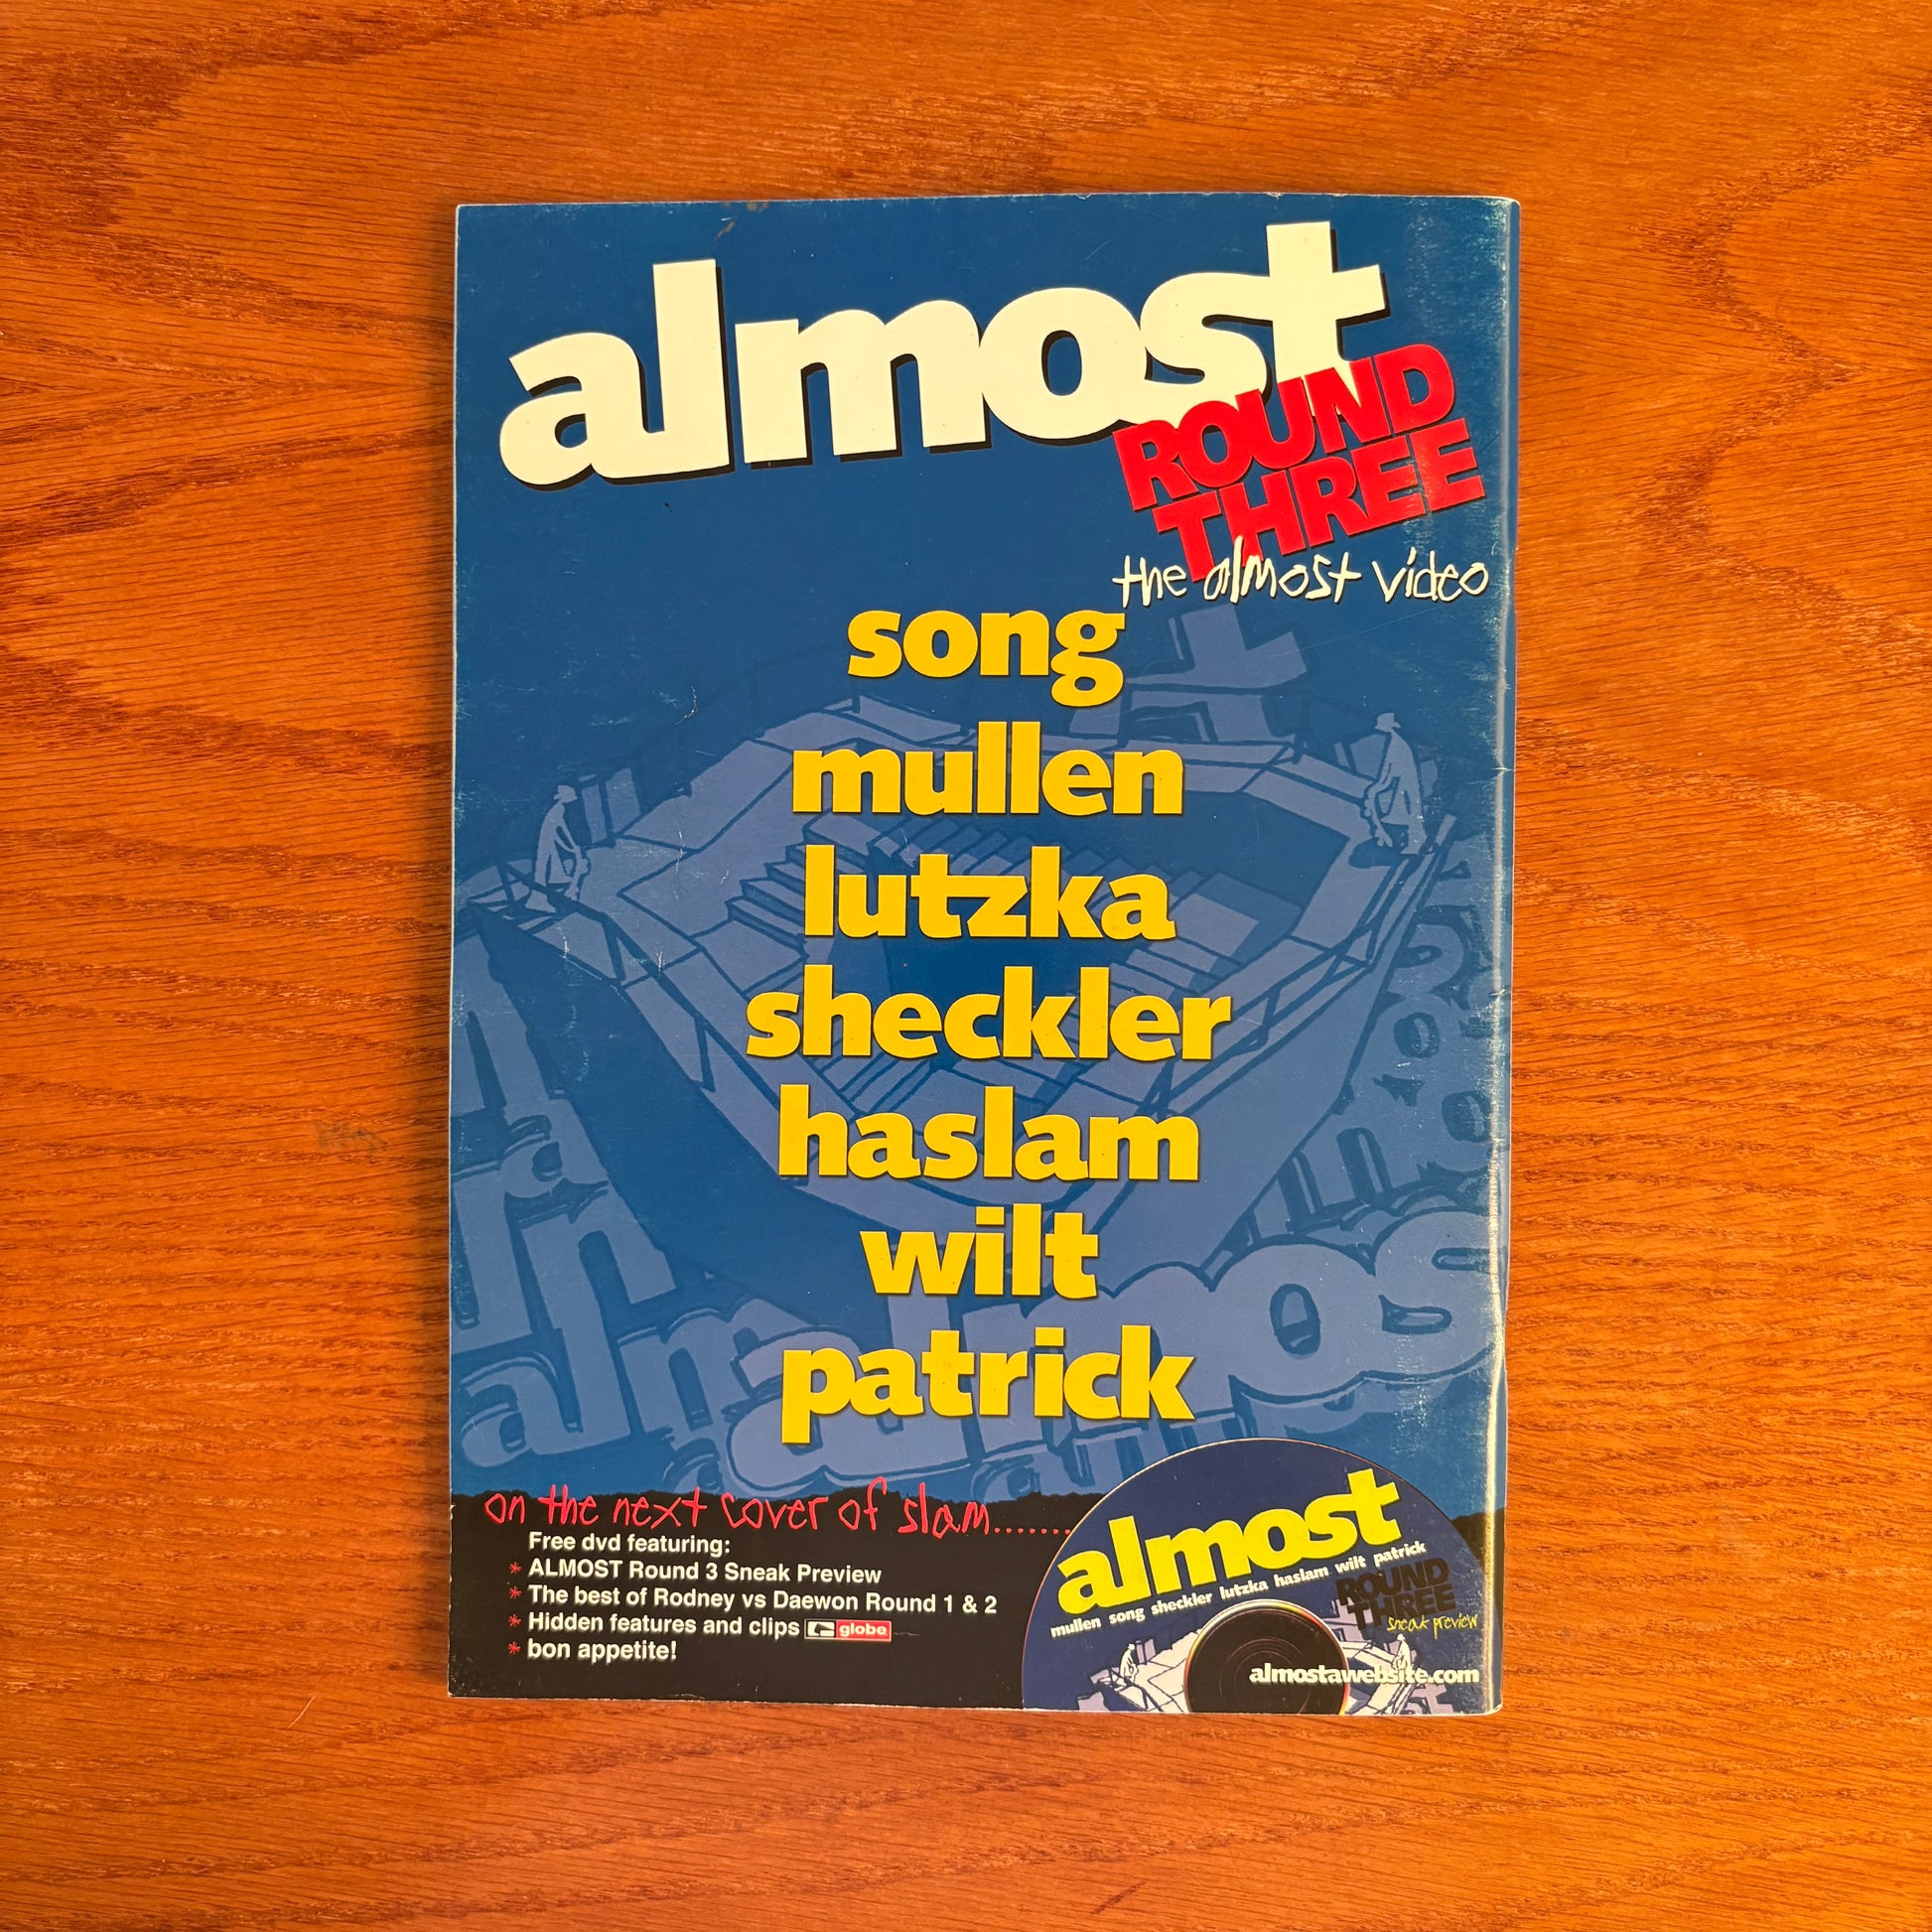 almost
ROUND
THREE
the almost video
song
mullen
lutzka
sheckler
haslam
wilt
patrick
on the next cover of slam.......
Free dvd featuring:
* ALMOST Round 3 Sneak Preview
* The best of Rodney vs Daewon Round 1 & 2
* Hidden features and clips globe
* bon appetite!
almost
mullen song sheckler lutzka haslam wilt patrick
ROUND
THREE
sneak preview
almostawebsite.com
almost